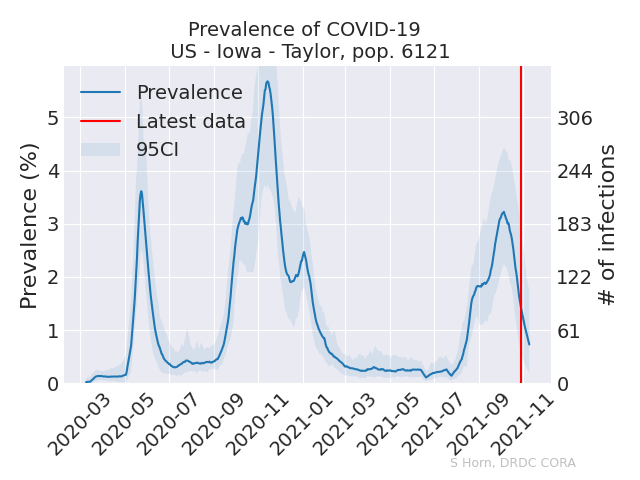 Prevalence of COVID-19
US - Iowa - Taylor, pop. 6121
Prevalence
Latest data
95CI
Prevalence (%)
5
4
3
2
1
0
306
244
183
122
61
0
# of infections
2020-03
2020-05
2020-07
2020-09
2020-11
2021-01
2021-03
2021-05
2021-07
2021-09
2021-11
S Horn, DRDC CORA